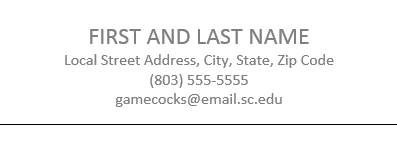 FIRST AND LAST NAME
Local Street Address, City, State, Zip Code
(803) 555-5555
gamecocks@email.sc.edu